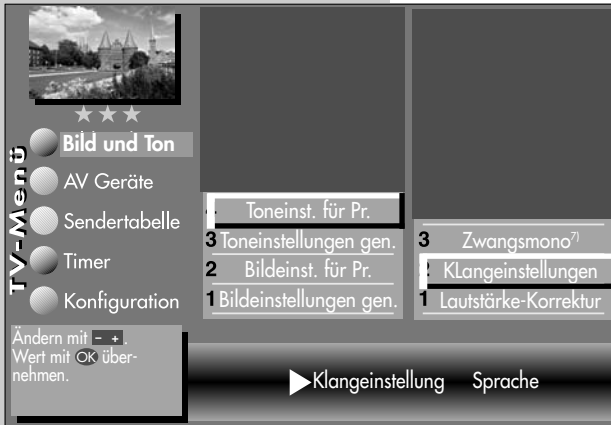 TV-Menü
Bild und Ton
AV Geräte
Sendertabelle
Timer
Konfiguration
Ändern mit - + .
Wert mit OK über-
nehmen.
Toneinst. für Pr.
3 Toneinstellungen gen.
2 Bildeinst. für Pr.
1 Bildeinstellungen gen.
3 Zwangsmono7)
2 KLangeinstellungen
1 Lautstärke-Korrektur
Klangeinstellung Sprache